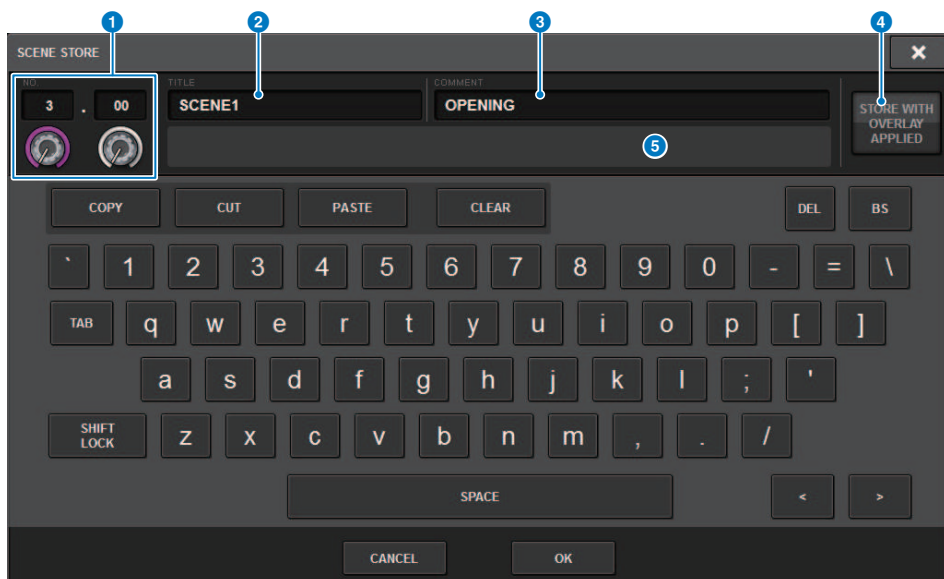 1 2 3 4
SCENE STORE ×
NO. TITLE COMMENT
3 . 00 SCENE1 OPENING
STORE WITH
OVERLAY
APPLIED
5
COPY CUT PASTE CLEAR DEL BS
` 1 2 3 4 5 6 7 8 9 0 - = \
TAB q w e r t y u i o p [ ]
a s d f g h j k l ; '
SHIFT
LOCK
z x c v b n m , . /
SPACE < >
CANCEL OK